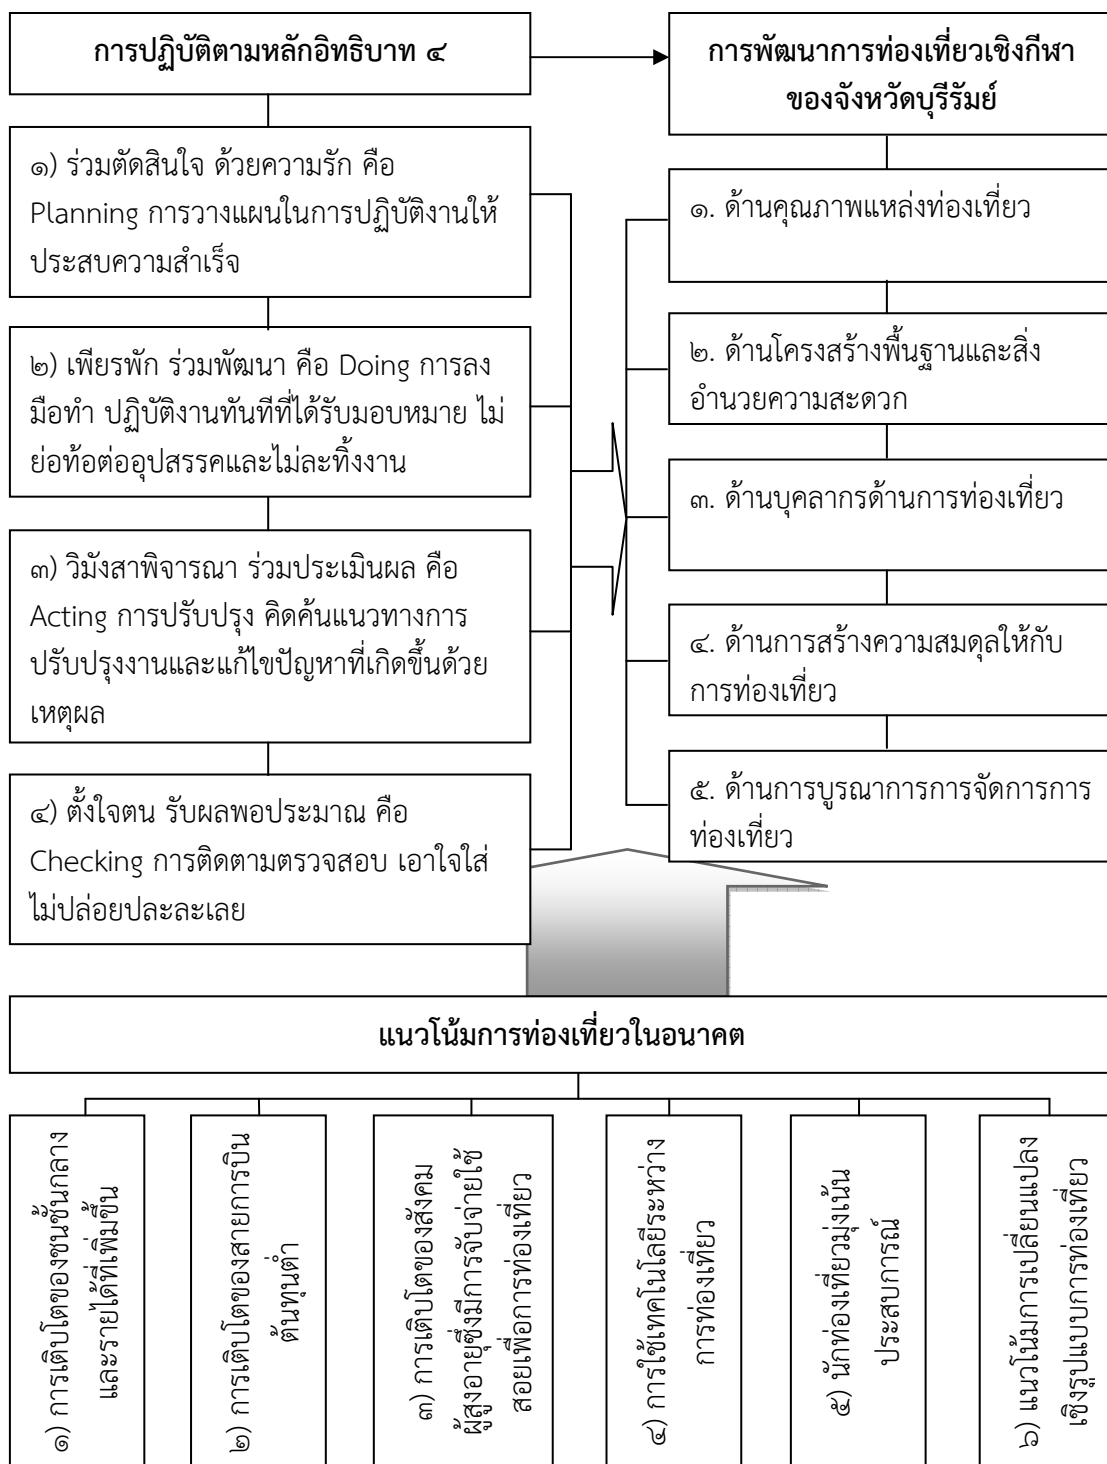 การปฏิบัติตามหลักอิทธิบาท ๔
การพัฒนาการท่องเที่ยวเชิงกีฬา
ของจังหวัดบุรีรัมย์
๑) ร่วมตัดสินใจ ด้วยความรัก คือ
Planning การวางแผนในการปฏิบัติงานให้
ประสบความสำเร็จ
๒) เพียรพัก ร่วมพัฒนา คือ Doing การลง
มือทำ ปฏิบัติงานทันทีที่ได้รับมอบหมาย ไม่
ย่อท้อต่ออุปสรรคและไม่ละทิ้งงาน
๓) วิมังสาพิจารณา ร่วมประเมินผล คือ
Acting การปรับปรุง คิดค้นแนวทางการ
ปรับปรุงงานและแก้ไขปัญหาที่เกิดขึ้นด้วย
เหตุผล
๔) ตั้งใจตน รับผลพอประมาณ คือ
Checking การติดตามตรวจสอบ เอาใจใส่
ไม่ปล่อยปละละเลย
๑. ด้านคุณภาพแหล่งท่องเที่ยว
๒. ด้านโครงสร้างพื้นฐานและสิ่ง
อำนวยความสะดวก
๓. ด้านบุคลากรด้านการท่องเที่ยว
๔. ด้านการสร้างความสมดุลให้กับ
การท่องเที่ยว
๕. ด้านการบูรณาการการจัดการการ
ท่องเที่ยว
แนวโน้มการท่องเที่ยวในอนาคต
๑) การเติบโตของชนชั้นกลาง
และรายได้ที่เพิ่มขึ้น
๒) การเติบโตของสายการบิน
ต้นทุนต่ำ
๓) การเติบโตของสังคม
ผู้สูงอายุซึ่งมีการจับจ่ายใช้
สอยเพื่อการท่องเที่ยว
๔) การใช้เทคโนโลยีระหว่าง
การท่องเที่ยว
๕) นักท่องเที่ยวมุ่งเน้น
ประสบการณ์
๖) แนวโน้มการเปลี่ยนแปลง
เชิงรูปแบบการท่องเที่ยว